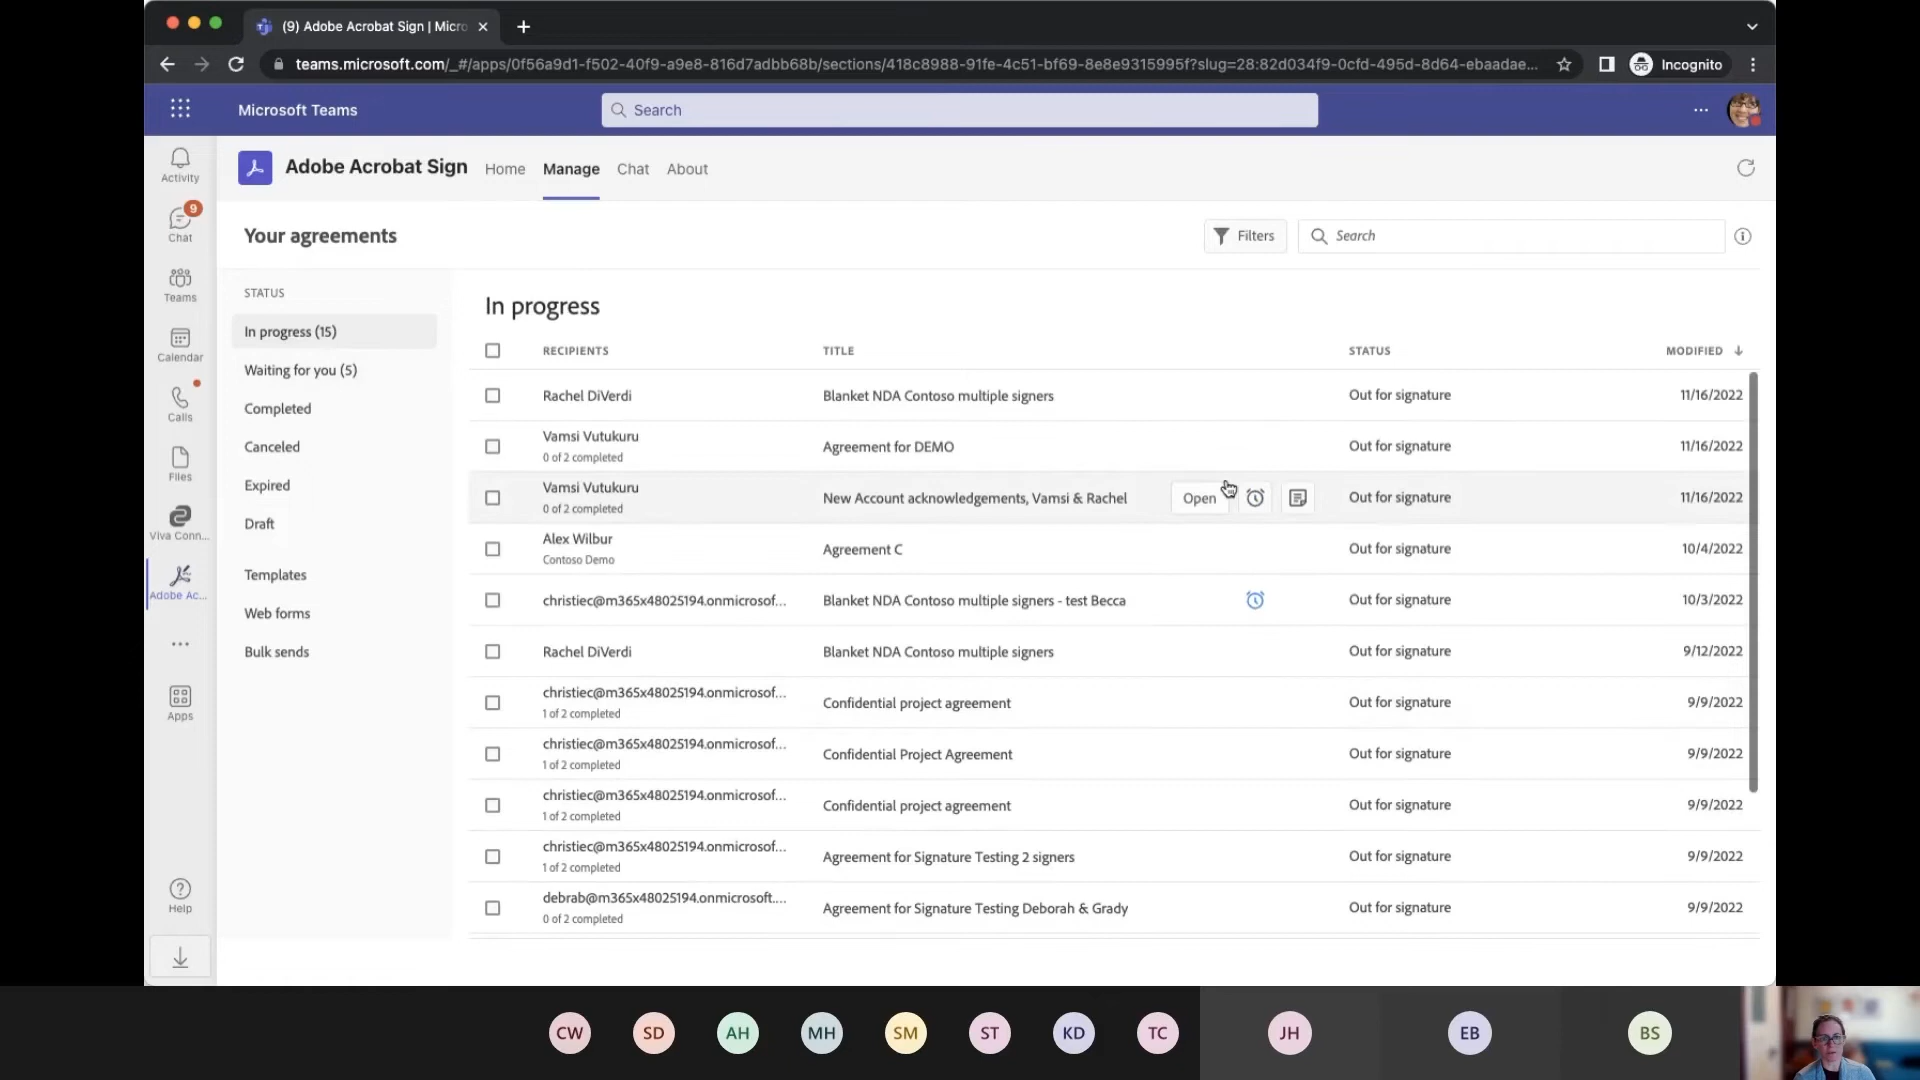 (9) Adobe Acrobat Sign | Micro
teams.microsoft.com/_#/apps/0f56a9d1-f502-40f9-a9e8-816d7adbb68b/sections/418c8988-91fe-4c51-bf69-8e8e9315995f?slug=28:82d034f9-0cfd-495d-8d64-ebaadae...
Incognito
Microsoft Teams
Search
Activity
9
Chat
Teams
Calendar
Calls
Files
Viva Conn...
Adobe Ac...
Apps
Help
Adobe Acrobat Sign
Home
Manage
Chat
About
Your agreements
Filters
Search
STATUS
In progress (15)
Waiting for you (5)
Completed
Canceled
Expired
Draft
Templates
Web forms
Bulk sends
In progress
RECIPIENTS TITLE STATUS MODIFIED
Rachel DiVerdi Blanket NDA Contoso multiple signers Out for signature 11/16/2022
Vamsi Vutukuru Agreement for DEMO Out for signature 11/16/2022
0 of 2 completed
Vamsi Vutukuru New Account acknowledgements, Vamsi & Rachel Open Out for signature 11/16/2022
0 of 2 completed
Alex Wilbur Agreement C Out for signature 10/4/2022
Contoso Demo
christiec@m365x48025194.onmicrosof... Blanket NDA Contoso multiple signers - test Becca Out for signature 10/3/2022
Rachel DiVerdi Blanket NDA Contoso multiple signers Out for signature 9/12/2022
christiec@m365x48025194.onmicrosof... Confidential project agreement Out for signature 9/9/2022
1 of 2 completed
christiec@m365x48025194.onmicrosof... Confidential Project Agreement Out for signature 9/9/2022
1 of 2 completed
christiec@m365x48025194.onmicrosof... Confidential project agreement Out for signature 9/9/2022
1 of 2 completed
christiec@m365x48025194.onmicrosof... Agreement for Signature Testing 2 signers Out for signature 9/9/2022
1 of 2 completed
debrab@m365x48025194.onmicrosoft.... Agreement for Signature Testing Deborah & Grady Out for signature 9/9/2022
0 of 2 completed
CW SD AH MH SM ST KD TC JH EB BS